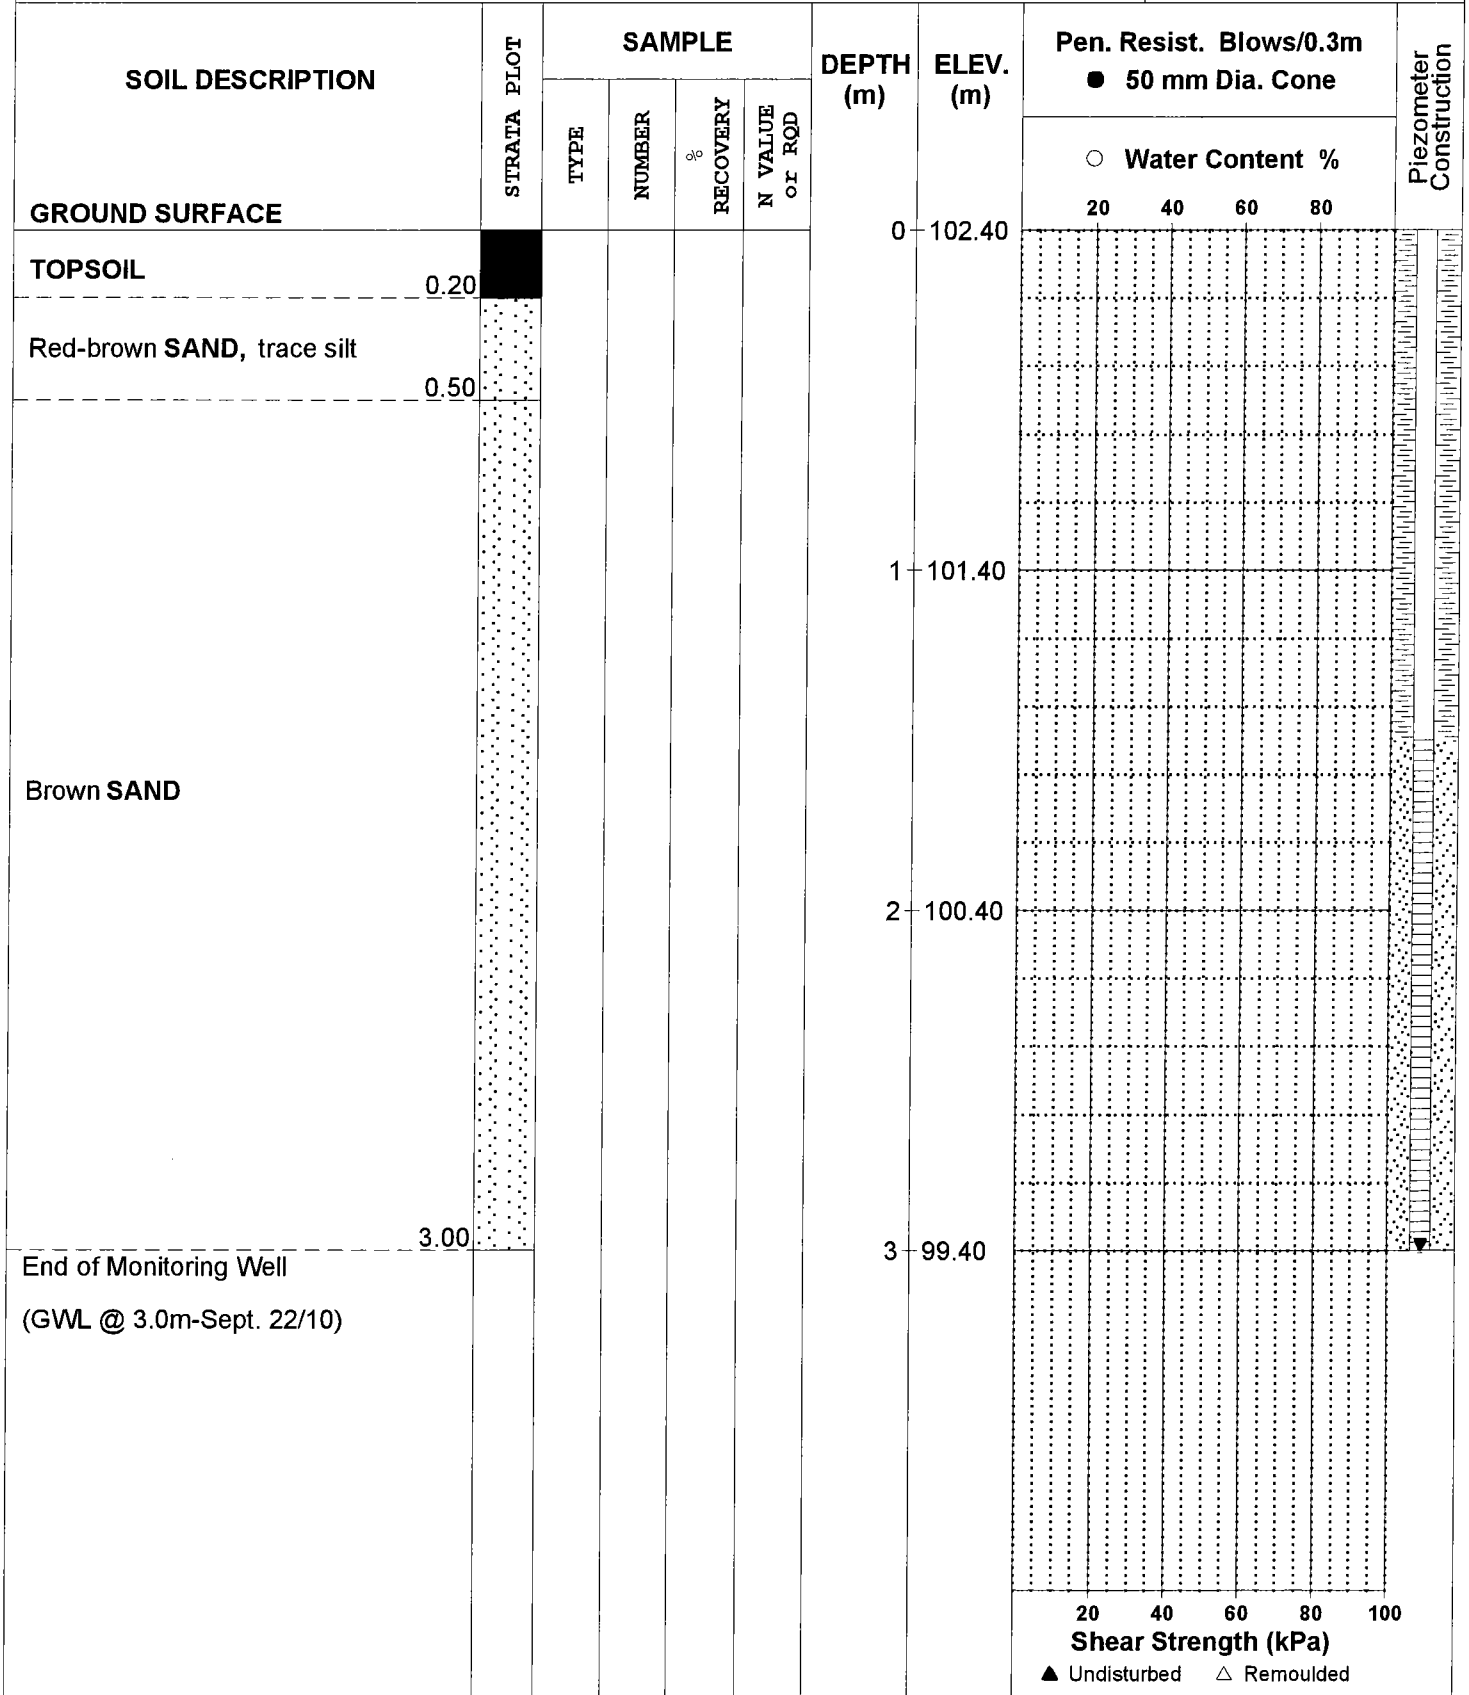 SOIL DESCRIPTION
GROUND SURFACE
STRATA PLOT
SAMPLE
TYPE
NUMBER
%
RECOVERY
N VALUE
or RQD
DEPTH
(m)
ELEV.
(m)
Pen. Resist. Blows/0.3m
● 50 mm Dia. Cone
○ Water Content %
20 40 60 80
Piezometer
Construction
0 102.40
TOPSOIL
0.20
Red-brown SAND, trace silt
0.50
1 101.40
Brown SAND
2 100.40
3.00
3 99.40
End of Monitoring Well
(GWL @ 3.0m-Sept. 22/10)
20 40 60 80 100
Shear Strength (kPa)
▲ Undisturbed △ Remoulded